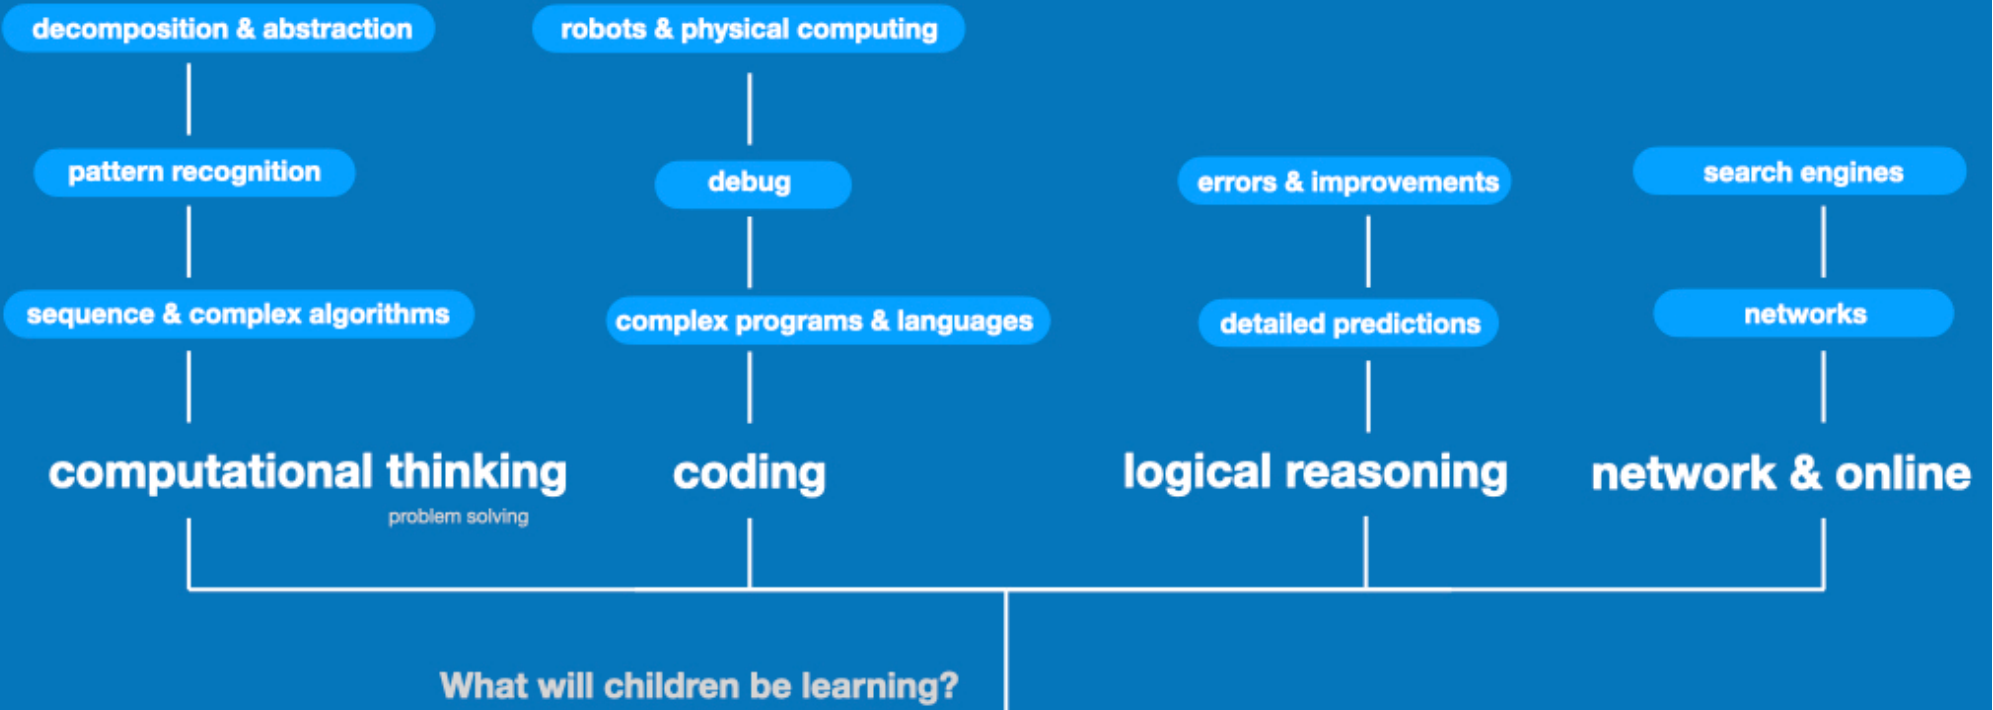 decomposition & abstraction
robots & physical computing
pattern recognition
debug
errors & improvements
search engines
sequence & complex algorithms
complex programs & languages
detailed predictions
networks
computational thinking
problem solving
coding
logical reasoning
network & online
What will children be learning?